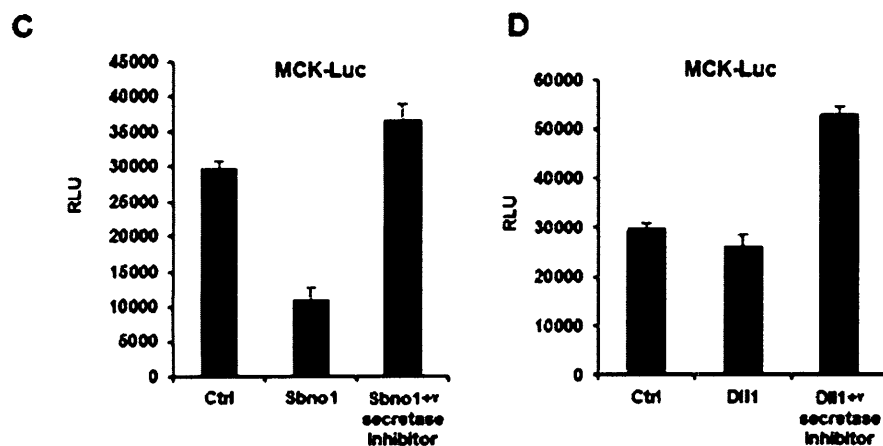 C
MCK-Luc
RLU
45000
40000
35000
30000
25000
20000
15000
10000
5000
0
Ctrl
Sbno1
Sbno1+γ
secretase
inhibitor
D
MCK-Luc
RLU
60000
50000
40000
30000
20000
10000
0
Ctrl
Dll1
Dll1+γ
secretase
inhibitor